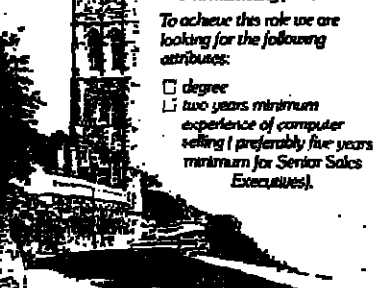 To achieve this role we are
looking for the following
attributes:
☐ degree
☐ two years minimum
experience of computer
selling ( preferably five years
minimum for Senior Sales
Executives).